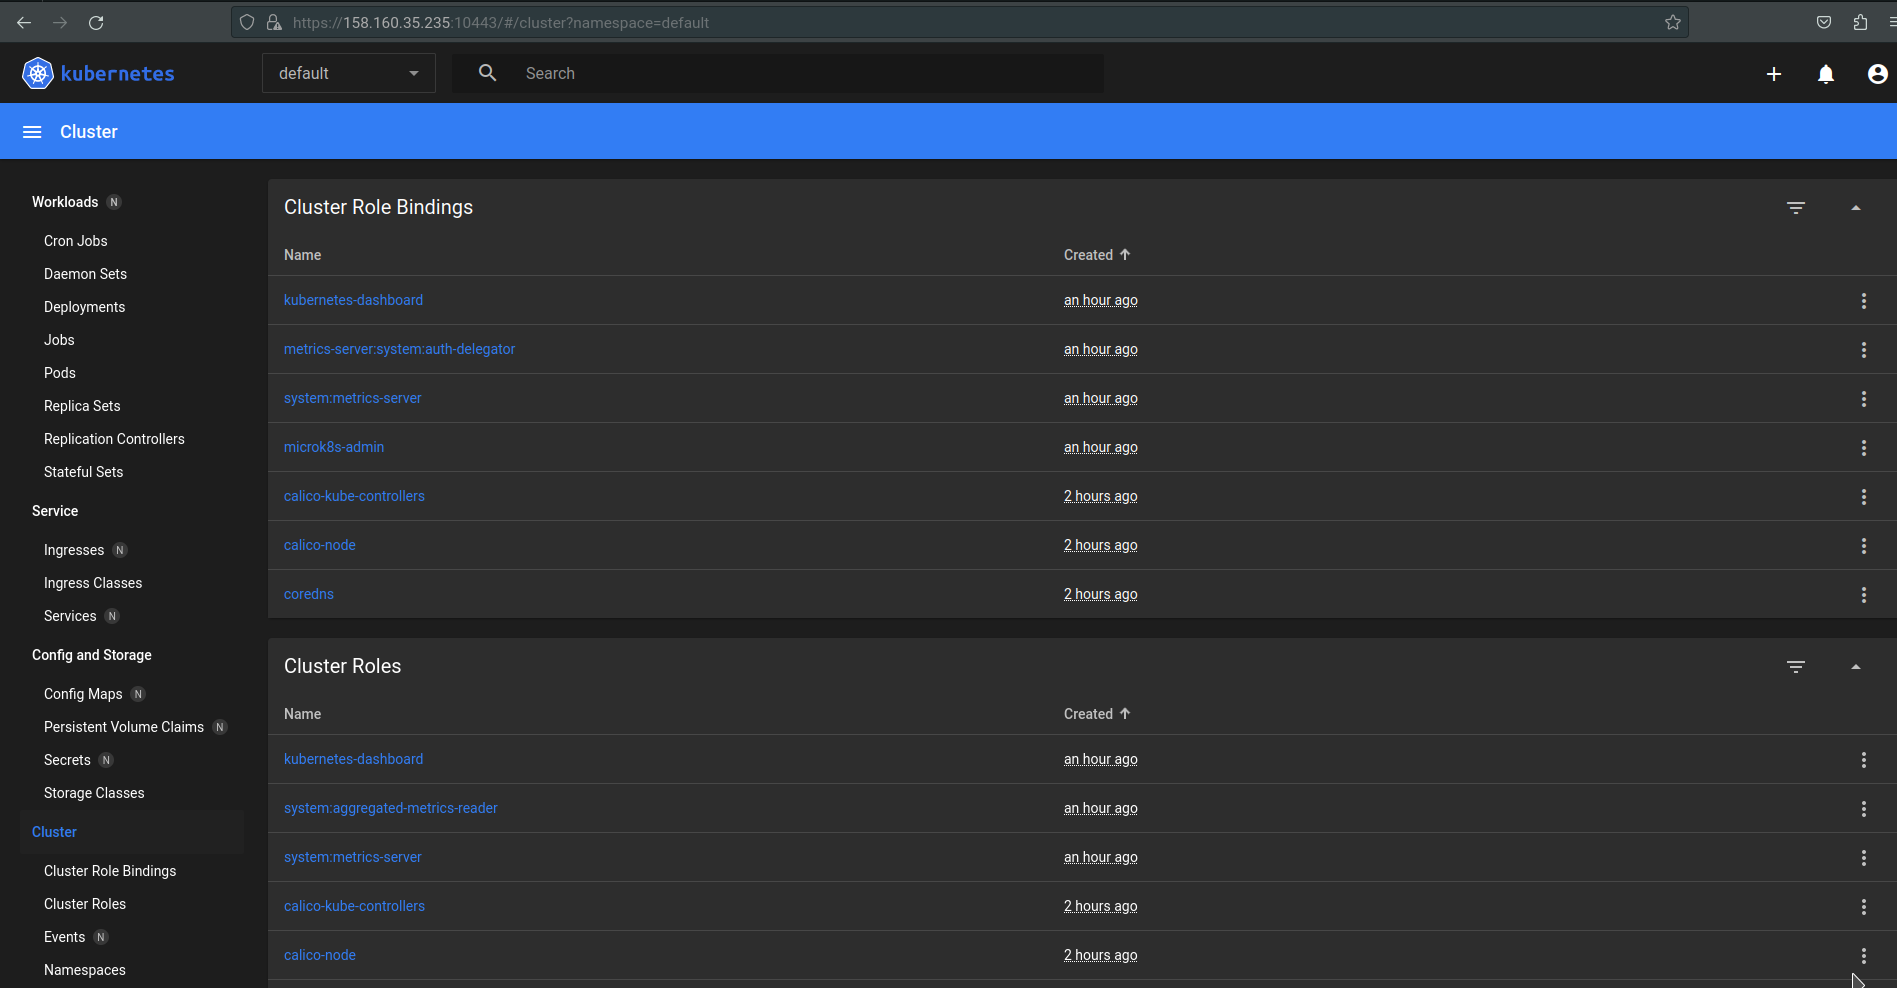 https://158.160.35.235:10443/#/cluster?namespace=default
kubernetes
default
Search
Cluster
Workloads N
Cron Jobs
Daemon Sets
Deployments
Jobs
Pods
Replica Sets
Replication Controllers
Stateful Sets
Service
Ingresses N
Ingress Classes
Services N
Config and Storage
Config Maps N
Persistent Volume Claims N
Secrets N
Storage Classes
Cluster
Cluster Role Bindings
Cluster Roles
Events N
Namespaces
Cluster Role Bindings
Name Created
kubernetes-dashboard an hour ago
metrics-server:system:auth-delegator an hour ago
system:metrics-server an hour ago
microk8s-admin an hour ago
calico-kube-controllers 2 hours ago
calico-node 2 hours ago
coredns 2 hours ago
Cluster Roles
Name Created
kubernetes-dashboard an hour ago
system:aggregated-metrics-reader an hour ago
system:metrics-server an hour ago
calico-kube-controllers 2 hours ago
calico-node 2 hours ago